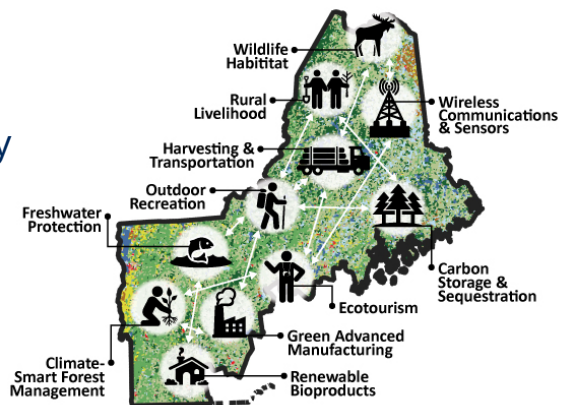 Wildlife
Habitat
Rural
Livelihood
Wireless
Communications
& Sensors
Harvesting &
Transportation
Outdoor
Recreation
Freshwater
Protection
y
Carbon
Storage &
Sequestration
Ecotourism
Green Advanced
Manufacturing
Climate-
Smart Forest
Management
Renewable
Bioproducts